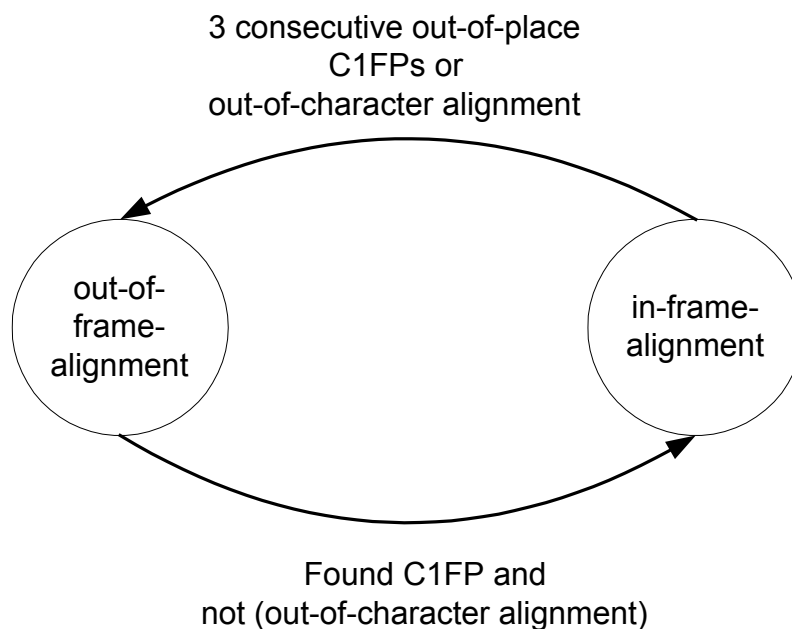 3 consecutive out-of-place
C1FPs or
out-of-character alignment
out-of-
frame-
alignment
in-frame-
alignment
Found C1FP and
not (out-of-character alignment)